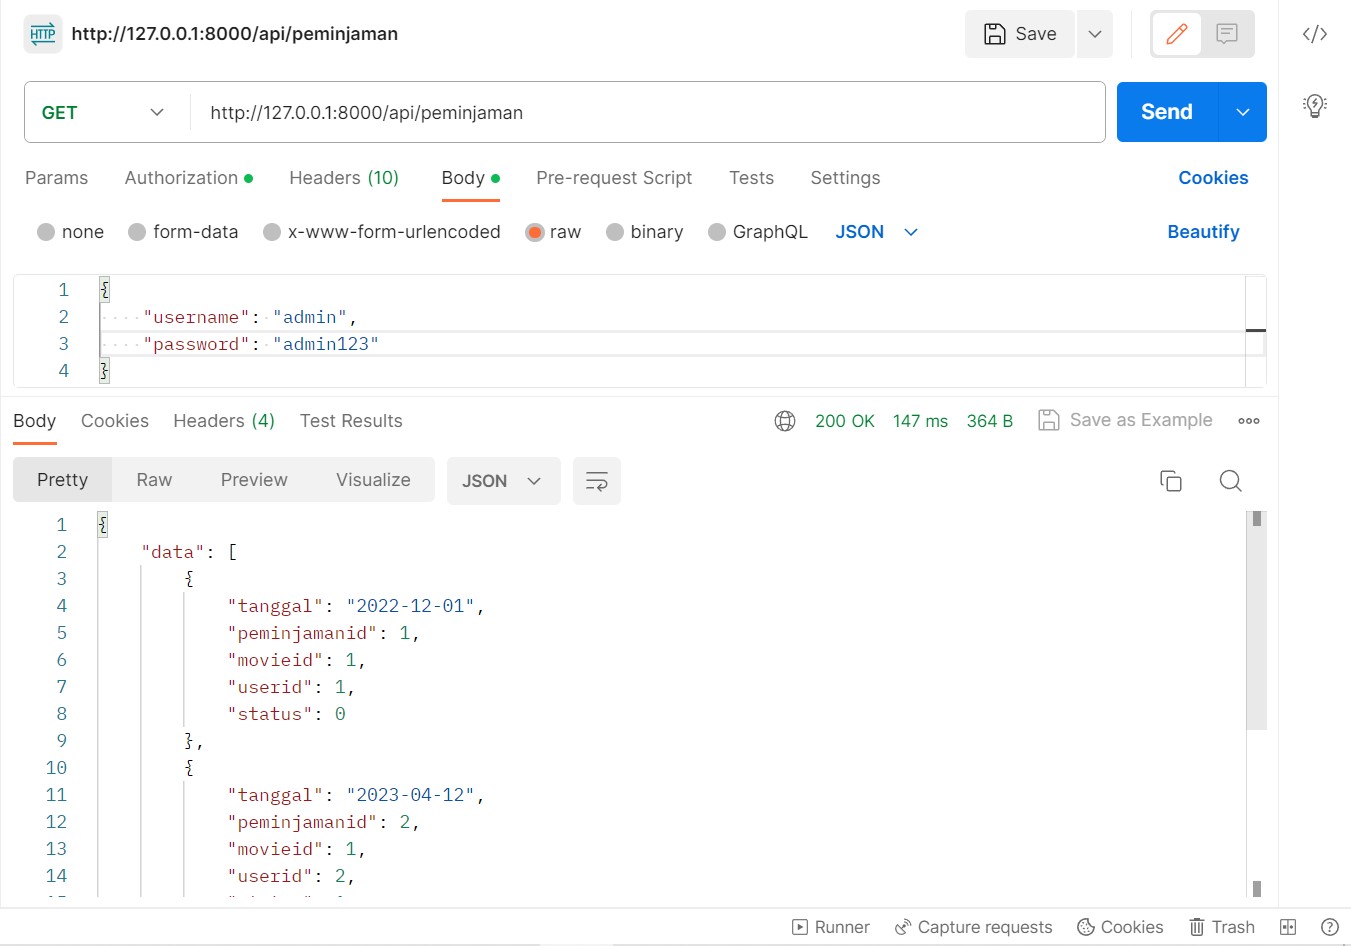 HTTP http://127.0.0.1:8000/api/peminjaman Save
GET http://127.0.0.1:8000/api/peminjaman Send
Params Authorization Headers (10) Body Pre-request Script Tests Settings Cookies
none form-data x-www-form-urlencoded raw binary GraphQL JSON Beautify
1 {
2 "username": "admin",
3 "password": "admin123"
4 }
Body Cookies Headers (4) Test Results 200 OK 147 ms 364 B Save as Example
Pretty Raw Preview Visualize JSON
1 {
2 "data": [
3 {
4 "tanggal": "2022-12-01",
5 "peminjamanid": 1,
6 "movieid": 1,
7 "userid": 1,
8 "status": 0
9 },
10 {
11 "tanggal": "2023-04-12",
12 "peminjamanid": 2,
13 "movieid": 1,
14 "userid": 2,
Runner Capture requests Cookies Trash